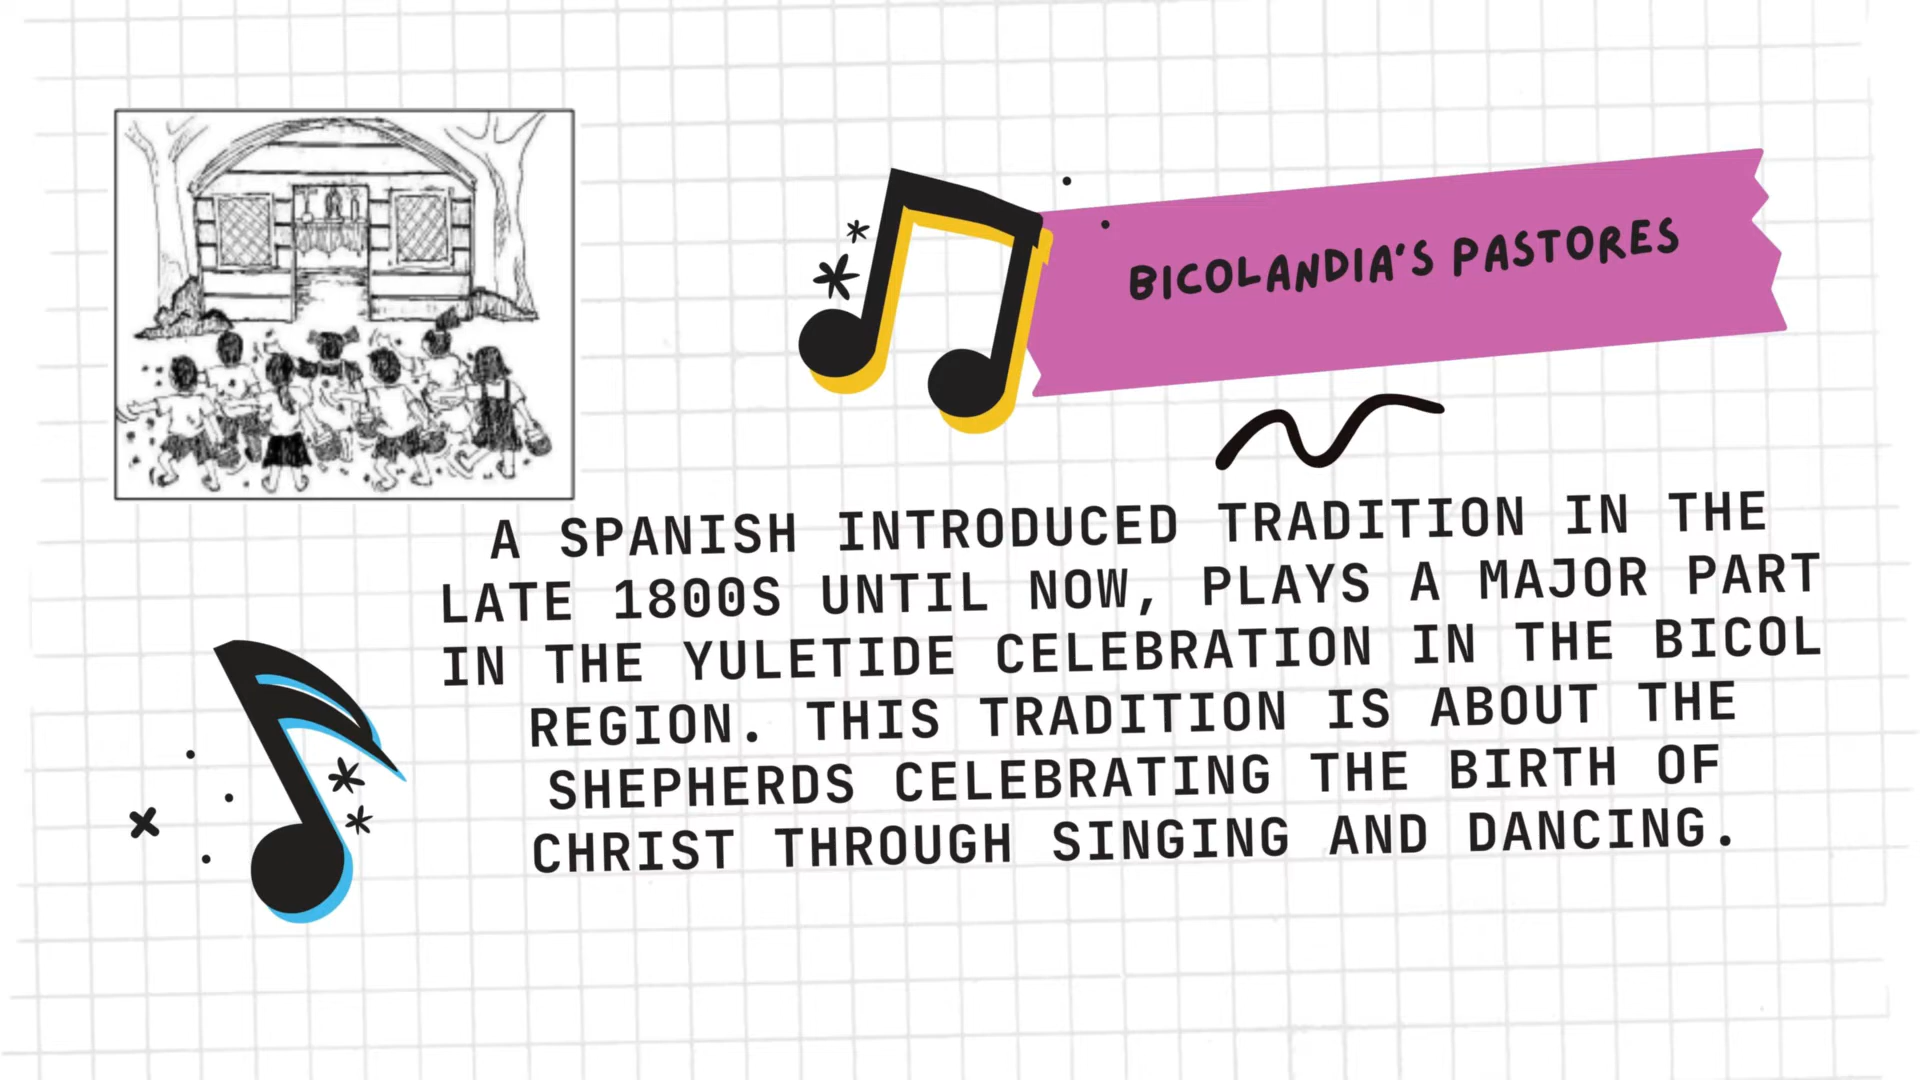 BICOLANDIA'S PASTORES
A SPANISH INTRODUCED TRADITION IN THE
LATE 1800S UNTIL NOW, PLAYS A MAJOR PART
IN THE YULETIDE CELEBRATION IN THE BICOL
REGION. THIS TRADITION IS ABOUT THE
SHEPHERDS CELEBRATING THE BIRTH OF
CHRIST THROUGH SINGING AND DANCING.